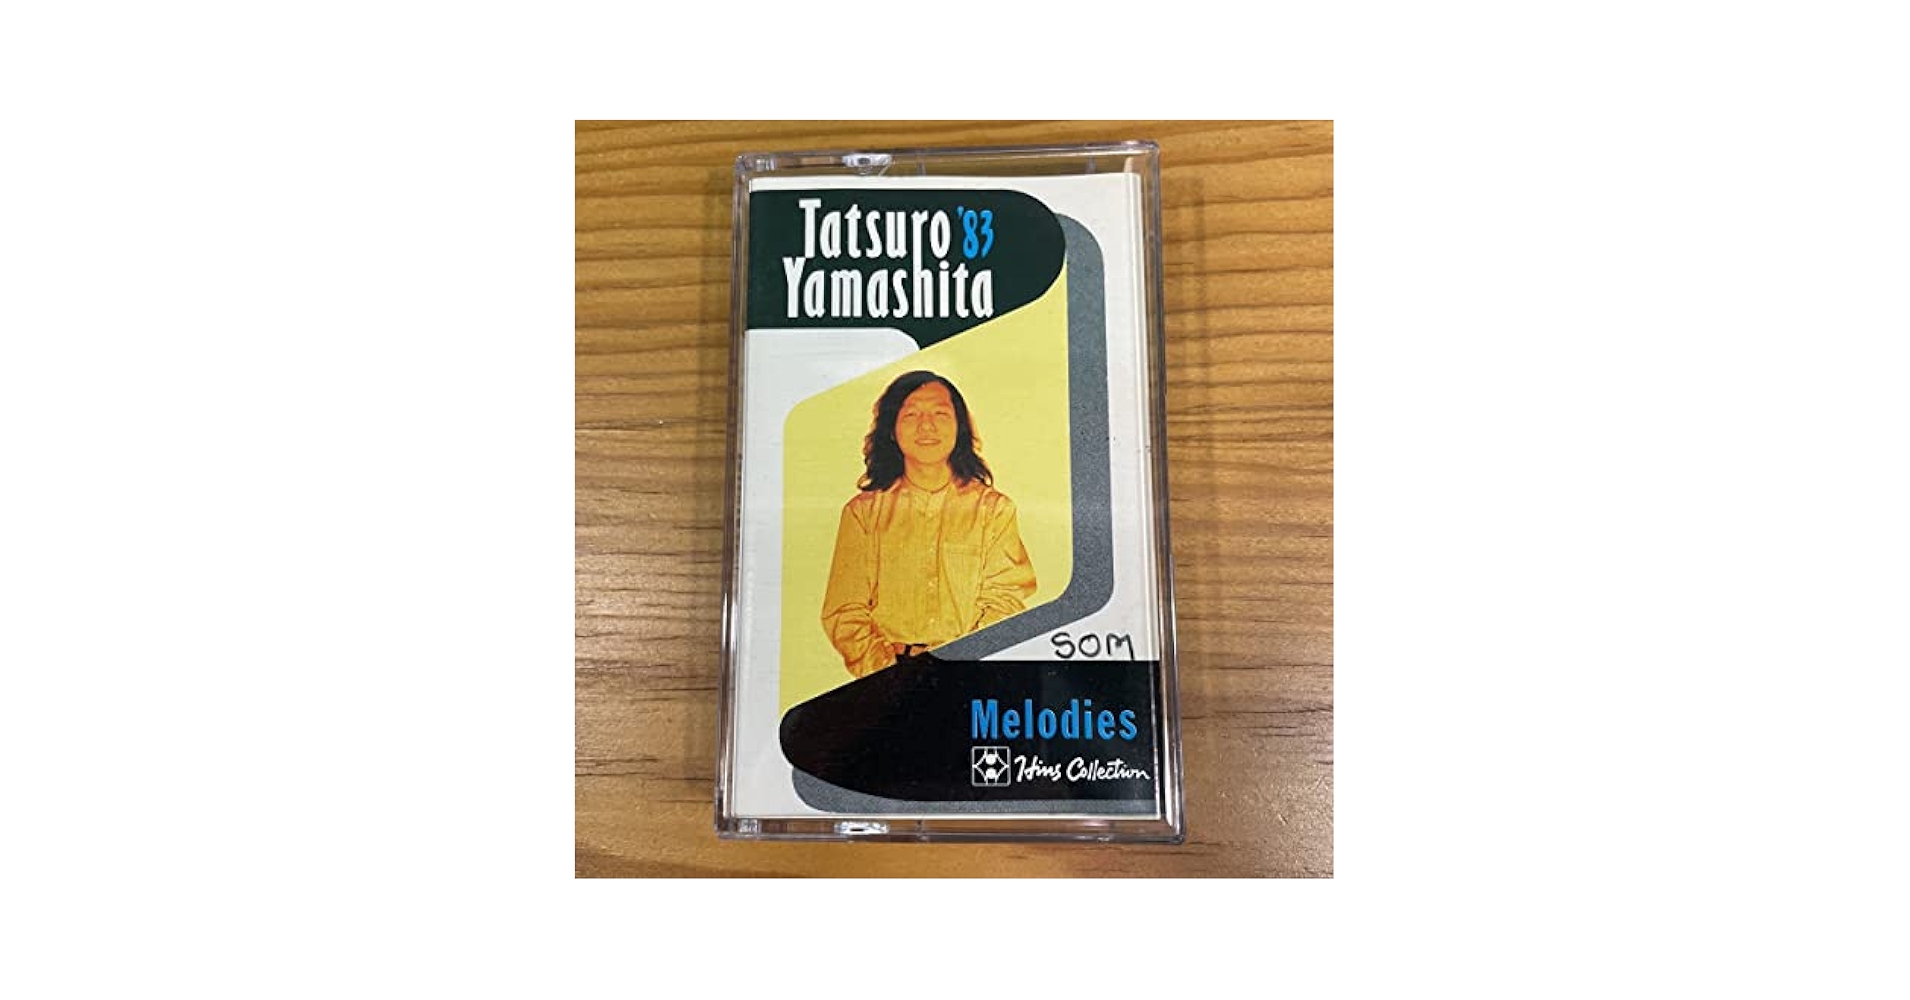 Tatsuro '83
Yamashita
SOM
Melodies
Hins Collection